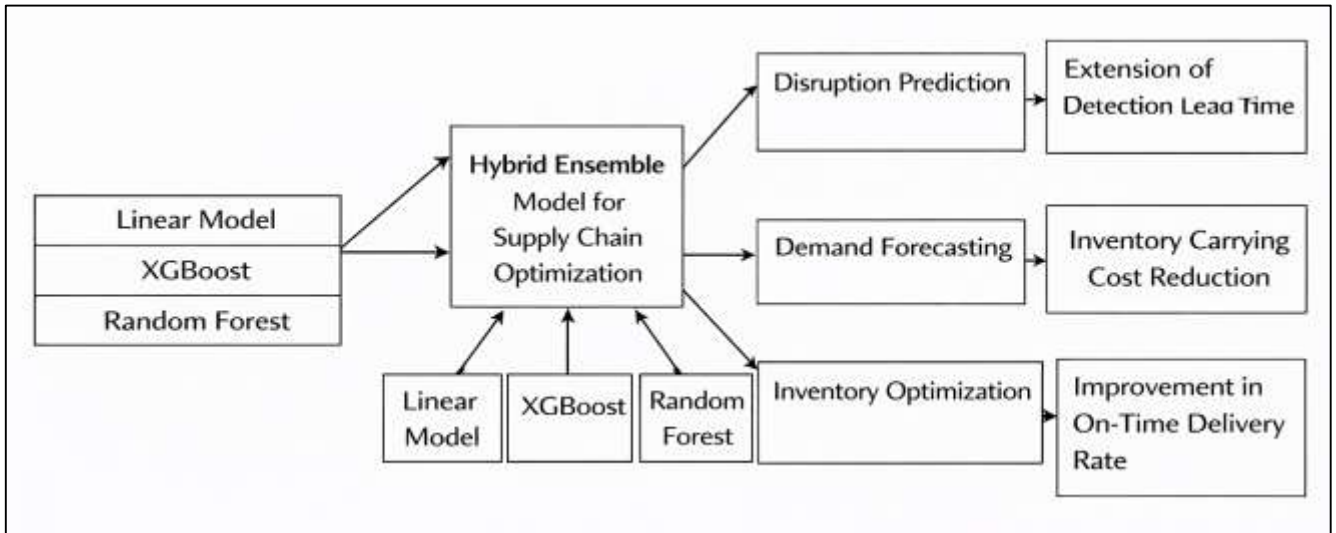 Linear Model
XGBoost
Random Forest
Hybrid Ensemble
Model for
Supply Chain
Optimization
Linear
Model
XGBoost
Random
Forest
Disruption Prediction
Extension of
Detection Lead Time
Demand Forecasting
Inventory Carrying
Cost Reduction
Inventory Optimization
Improvement in
On-Time Delivery
Rate